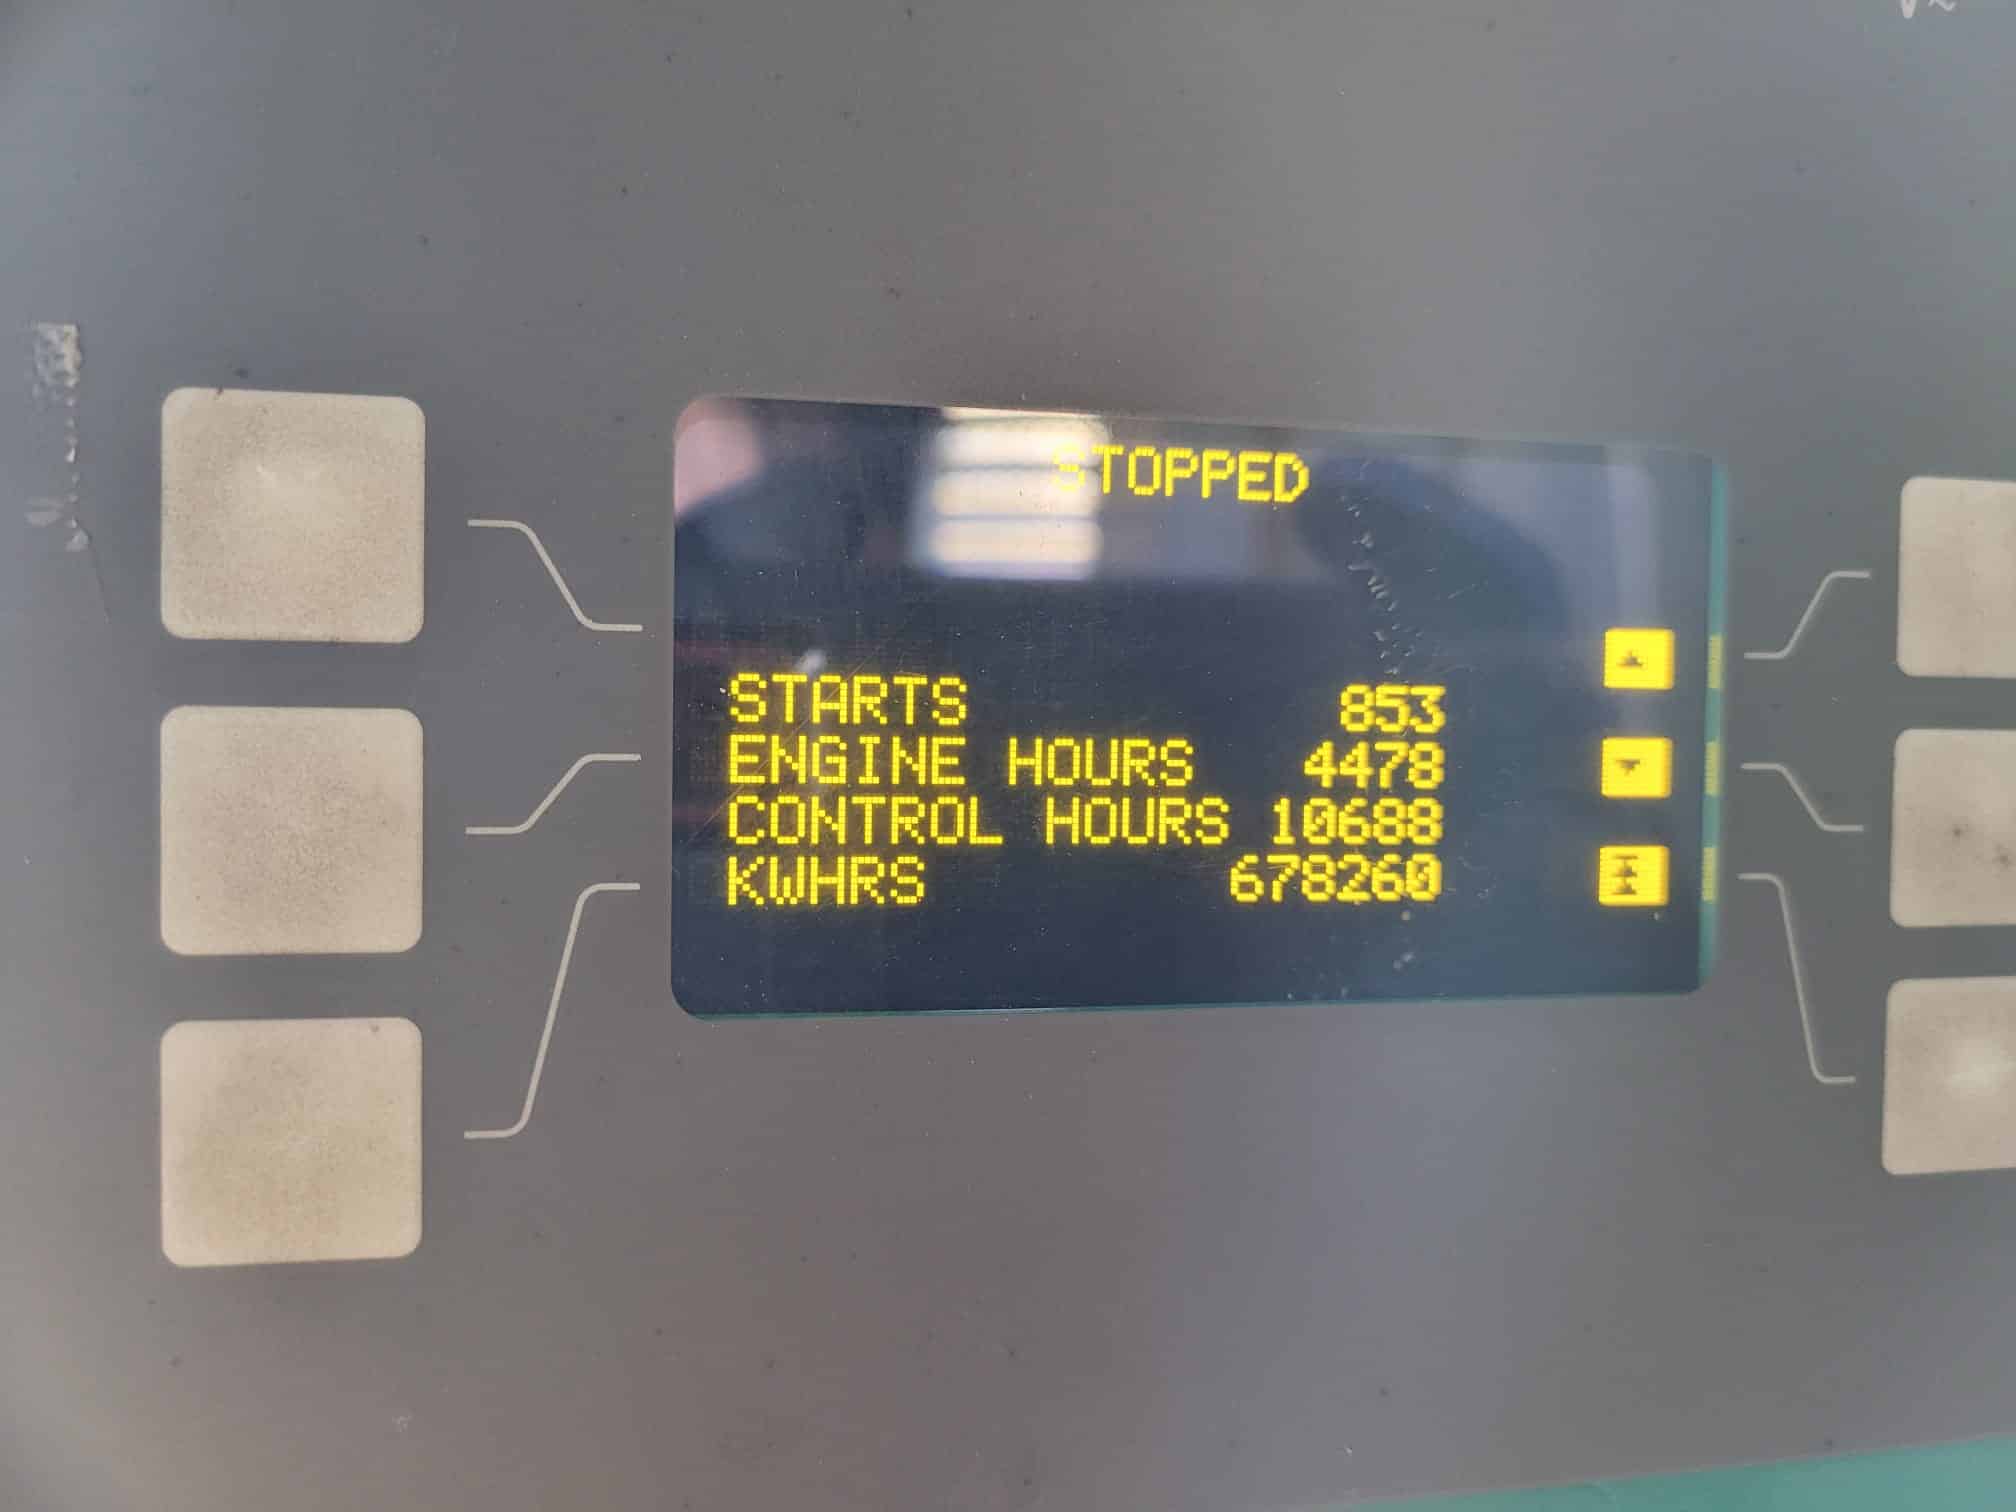 STOPPED
STARTS 853
ENGINE HOURS 4478
CONTROL HOURS 10688
KWHRS 678260